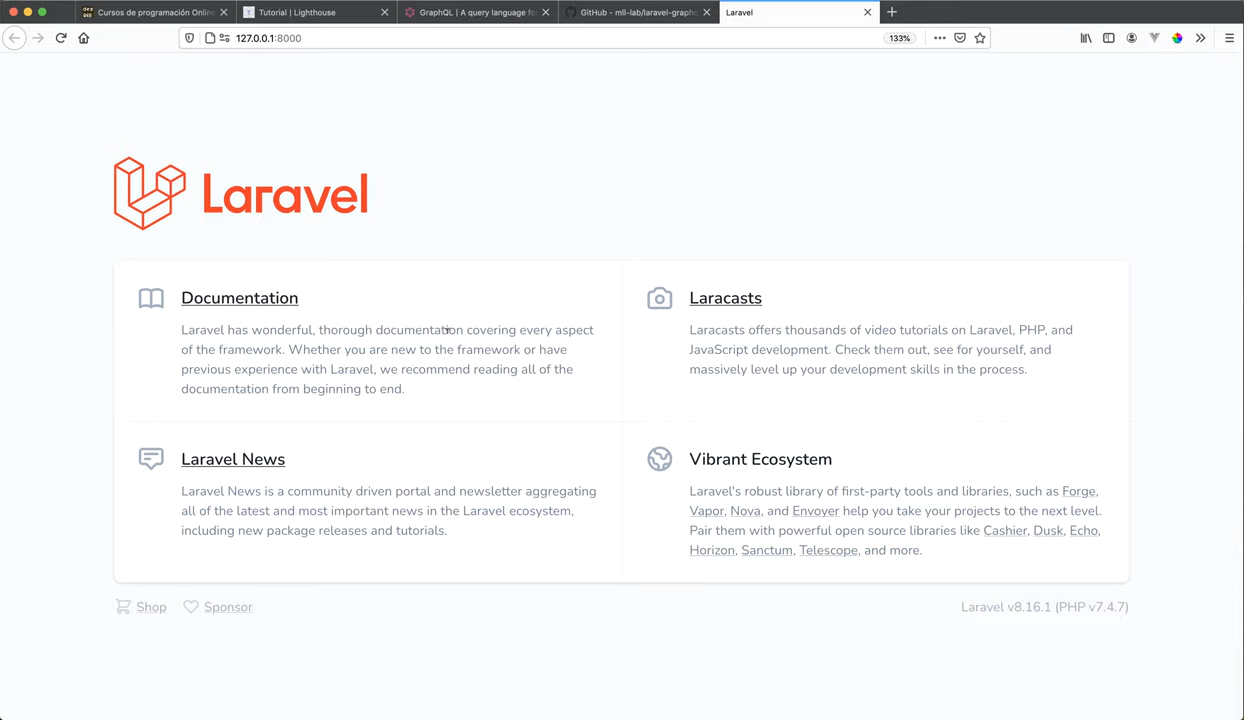 Cursos de programación Onlin
Tutorial | Lighthouse
GraphQL | A query language fo
GitHub - mll-lab/laravel-graph
Laravel
127.0.0.1:8000
133%
Laravel
Documentation
Laravel has wonderful, thorough documentation covering every aspect
of the framework. Whether you are new to the framework or have
previous experience with Laravel, we recommend reading all of the
documentation from beginning to end.
Laracasts
Laracasts offers thousands of video tutorials on Laravel, PHP, and
JavaScript development. Check them out, see for yourself, and
massively level up your development skills in the process.
Laravel News
Laravel News is a community driven portal and newsletter aggregating
all of the latest and most important news in the Laravel ecosystem,
including new package releases and tutorials.
Vibrant Ecosystem
Laravel's robust library of first-party tools and libraries, such as Forge,
Vapor, Nova, and Envoyer help you take your projects to the next level.
Pair them with powerful open source libraries like Cashier, Dusk, Echo,
Horizon, Sanctum, Telescope, and more.
Shop
Sponsor
Laravel v8.16.1 (PHP v7.4.7)